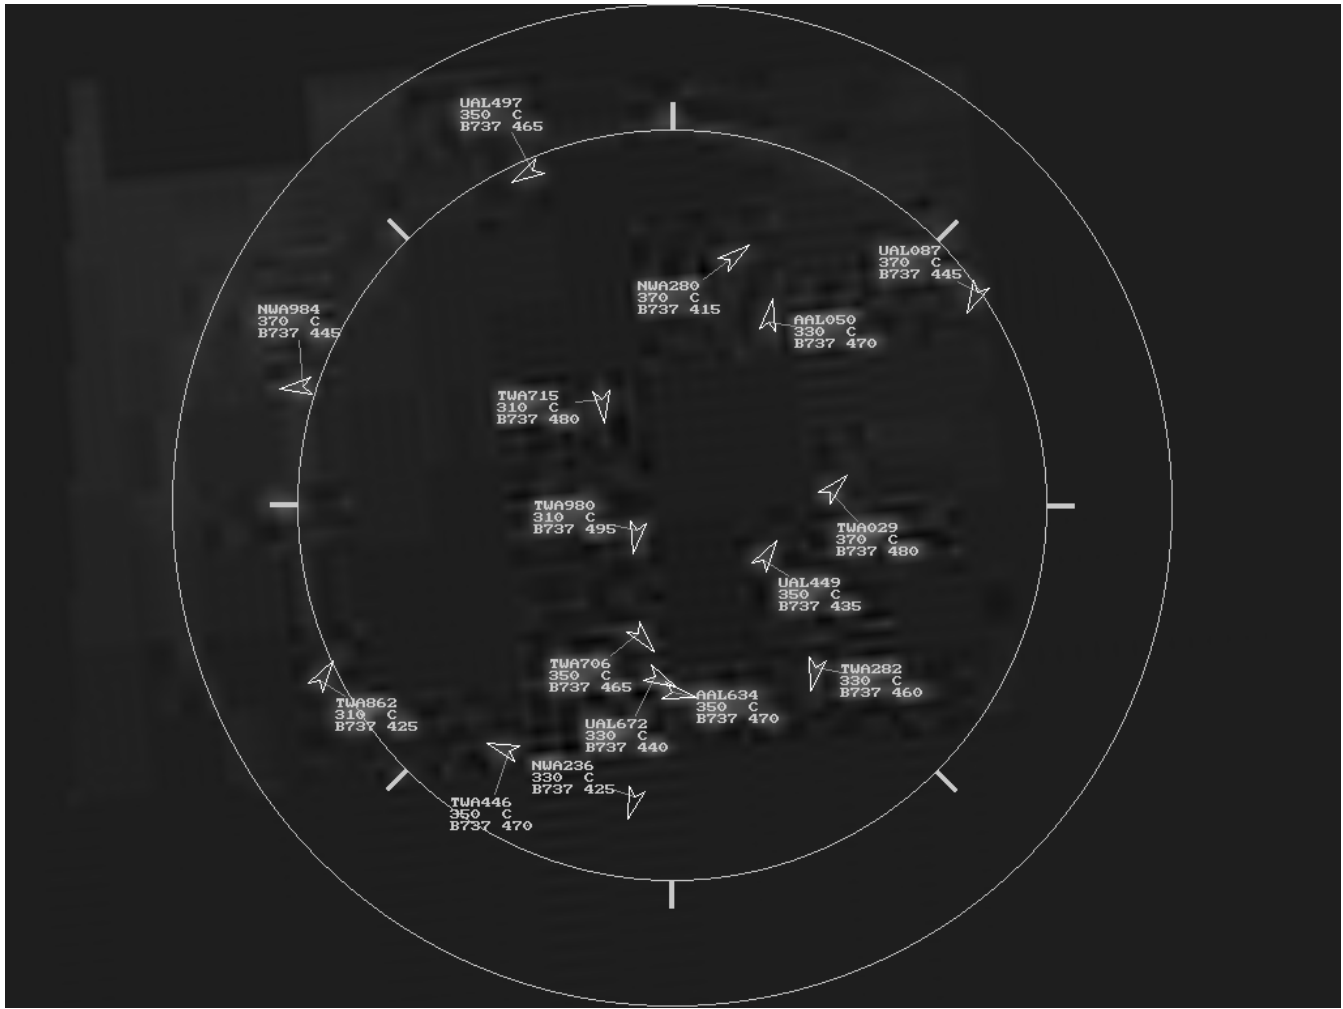 UAL497
350 C
B737 465
UAL087
370 C
B737 445
NWA280
370 C
B737 415
NWA984
370 C
B737 445
AAL050
330 C
B737 470
TWA715
310 C
B737 480
TWA980
310 C
B737 495
TWA029
370 C
B737 480
UAL449
350 C
B737 435
TWA706
350 C
B737 465
TWA282
330 C
B737 460
AAL634
350 C
B737 470
TWA862
310 C
B737 425
UAL672
330 C
B737 440
NWA236
330 C
B737 425
TWA446
350 C
B737 470